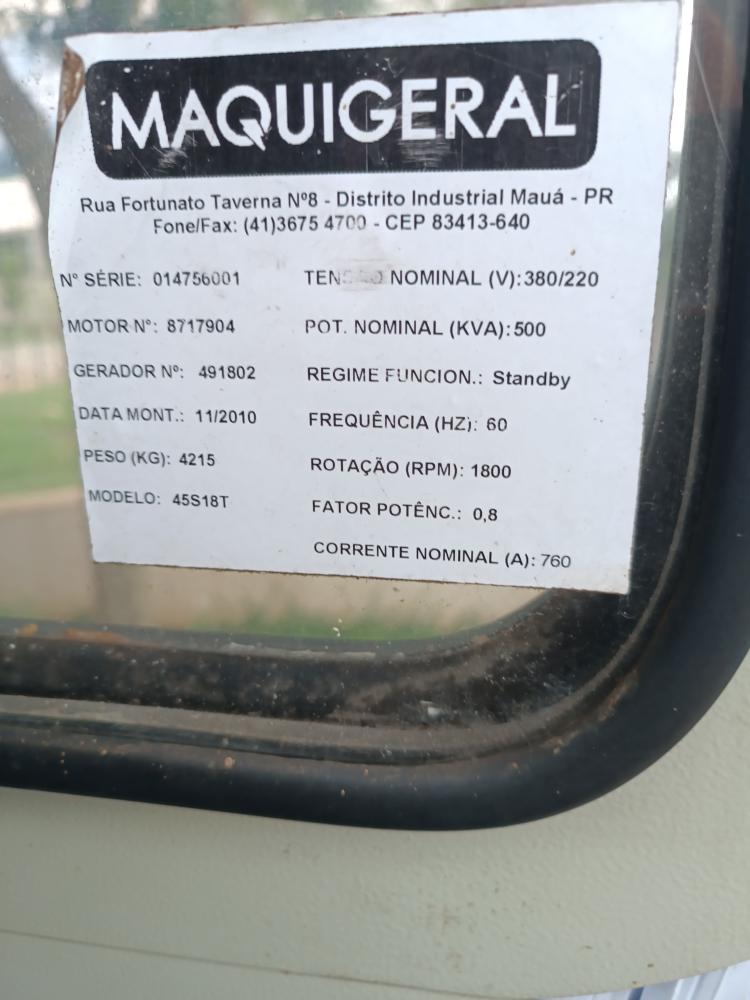 MAQUIGERAL
Rua Fortunato Taverna Nº8 - Distrito Industrial Mauá - PR
Fone/Fax: (41)3675 4700 - CEP 83413-640
Nº SÉRIE: 014756001
MOTOR Nº: 8717904
GERADOR Nº: 491802
DATA MONT.: 11/2010
PESO (KG): 4215
MODELO: 45S18T
TENSÃO NOMINAL (V):380/220
POT. NOMINAL (KVA):500
REGIME FUNCION.: Standby
FREQUÊNCIA (HZ): 60
ROTAÇÃO (RPM): 1800
FATOR POTÊNC.: 0,8
CORRENTE NOMINAL (A): 760